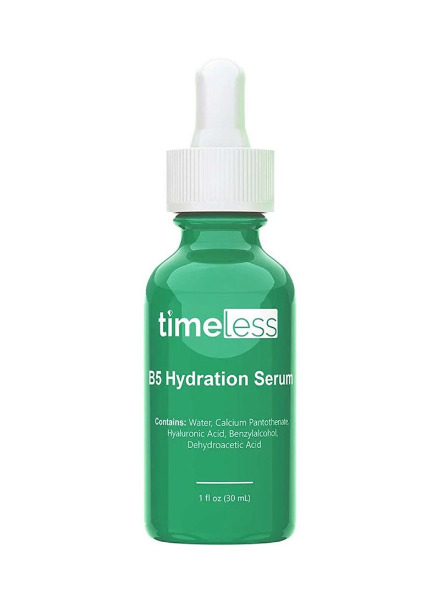 timeless
B5 Hydration Serum
Contains: Water, Calcium Pantothenate,
Hyaluronic Acid, Benzylalcohol,
Dehydroacetic Acid
1 fl oz (30 mL)